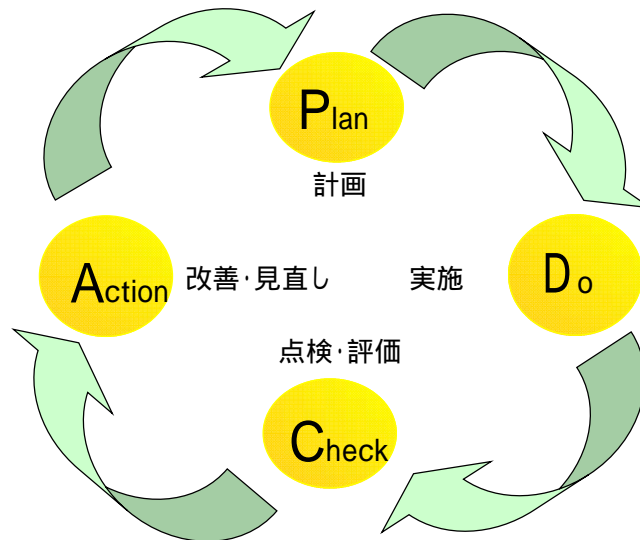 Plan
計画
Action
改善・見直し
実施
Do
点検・評価
Check